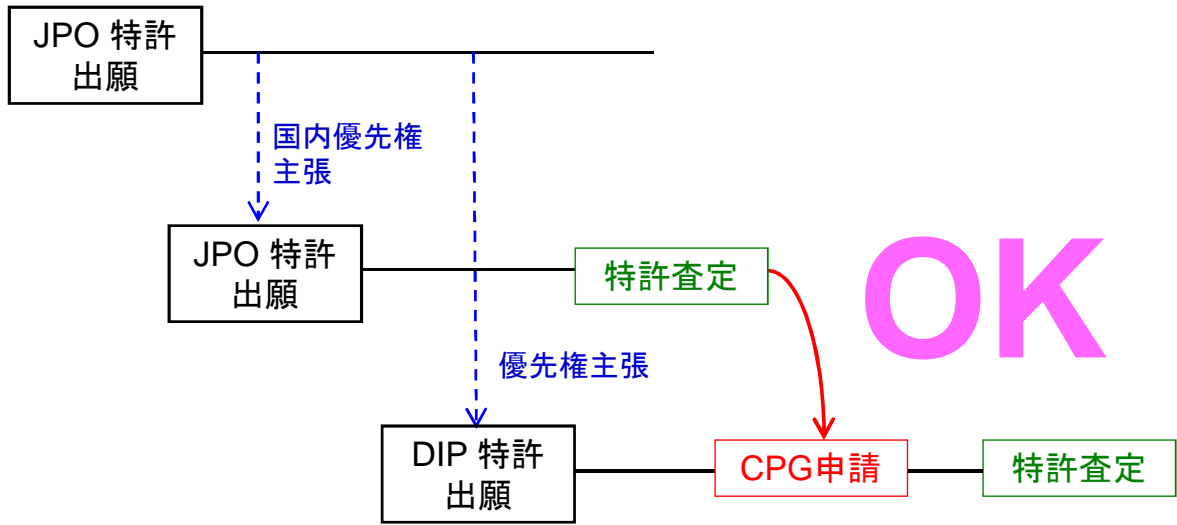 JPO 特許
出願
国内優先権
主張
JPO 特許
出願
特許査定
OK
優先権主張
DIP 特許
出願
CPG申請
特許査定